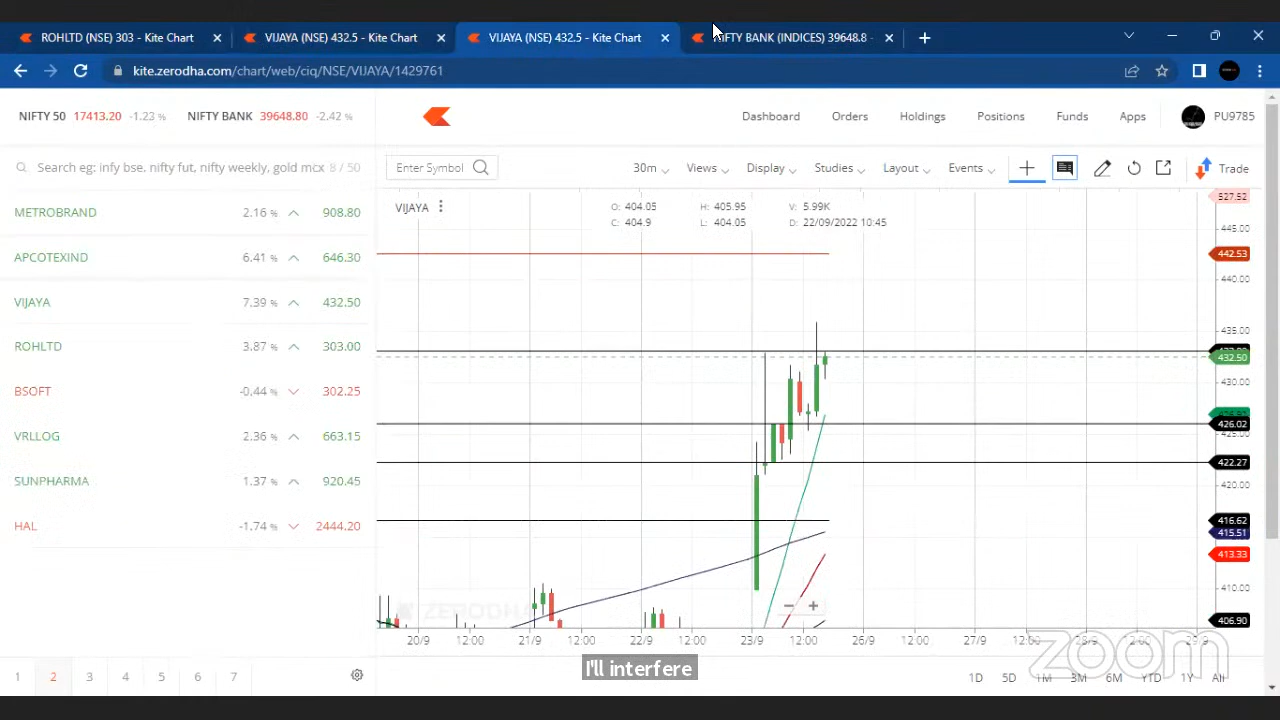 ROHLTD (NSE) 303 - Kite Chart
VIJAYA (NSE) 432.5 - Kite Chart
VIJAYA (NSE) 432.5 - Kite Chart
NIFTY BANK (INDICES) 39648.8 -
kite.zerodha.com/chart/web/ciq/NSE/VIJAYA/1429761
NIFTY 50 17413.20 -1.23 % NIFTY BANK 39648.80 -2.42 %
Dashboard Orders Holdings Positions Funds Apps PU9785
Search eg: infy bse, nifty fut, nifty weekly, gold mcx 8 / 50
Enter Symbol 30m Views Display Studies Layout Events Trade
METROBRAND 2.16 % 908.80
APCOTEXIND 6.41 % 646.30
VIJAYA 7.39 % 432.50
ROHLTD 3.87 % 303.00
BSOFT -0.44 % 302.25
VRLLOG 2.36 % 663.15
SUNPHARMA 1.37 % 920.45
HAL -1.74 % 2444.20
1 2 3 4 5 6 7
VIJAYA
O: 404.05 H: 405.95 V: 5.99K
C: 404.9 L: 404.05 D: 22/09/2022 10:45
527.52
445.00
442.53
440.00
435.00
432.50
430.00
426.02
425.00
422.27
420.00
416.62
415.51
413.33
410.00
406.90
ZERODHA
20/9 12:00 21/9 12:00 22/9 12:00 23/9 12:00 26/9 12:00 27/9 12:00 28/9 12:00 29/9
zoom
1D 5D 1M 3M 6M YTD 1Y All
I'll interfere